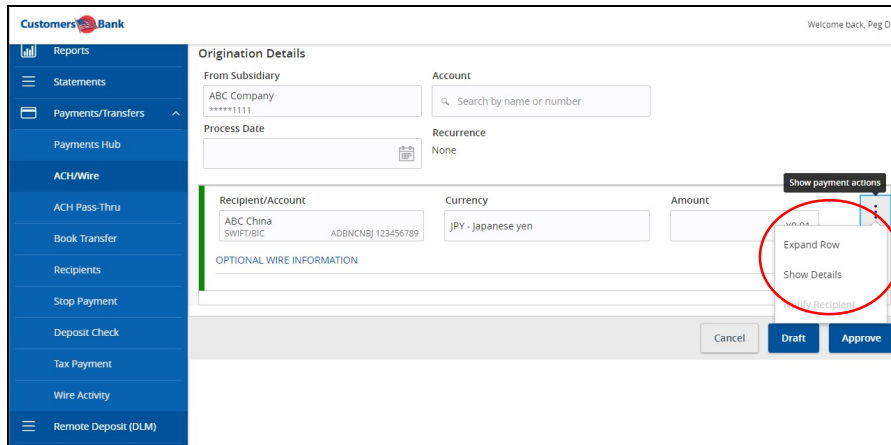 Customers Bank
Welcome back, Peg D
Reports
Statements
Payments/Transfers
Payments Hub
ACH/Wire
ACH Pass-Thru
Book Transfer
Recipients
Stop Payment
Deposit Check
Tax Payment
Wire Activity
Remote Deposit (DLM)
Origination Details
From Subsidiary
Account
ABC Company
*****1111
Search by name or number
Process Date
Recurrence
None
Show payment actions
Recipient/Account
Currency
Amount
ABC China
SWIFT/BIC ADBNCNBJ 123456789
JPY - Japanese yen
OPTIONAL WIRE INFORMATION
Expand Row
Show Details
Notify Recipient
Cancel
Draft
Approve